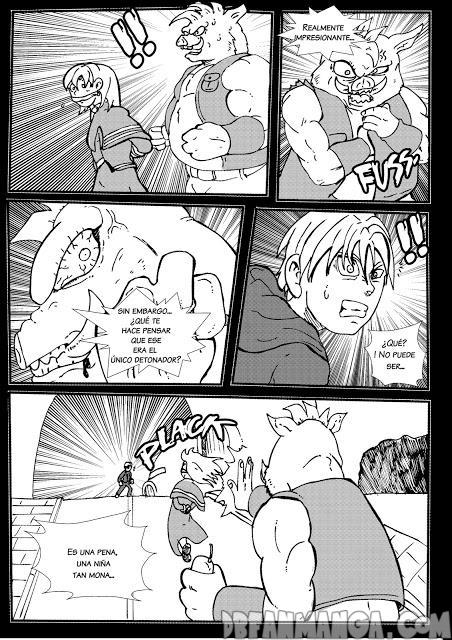 !!!
REALMENTE
IMPRESIONANTE...
FUSS...
SIN EMBARGO...
¿QUÉ TE
HACE PENSAR
QUE ESE
ERA EL
ÚNICO DETONADOR?
!!
¿QUÉ?
¡ NO PUEDE
SER...
PLACK
ES UNA PENA,
UNA NIÑA
TAN MONA...
DBFANMANGA.COM